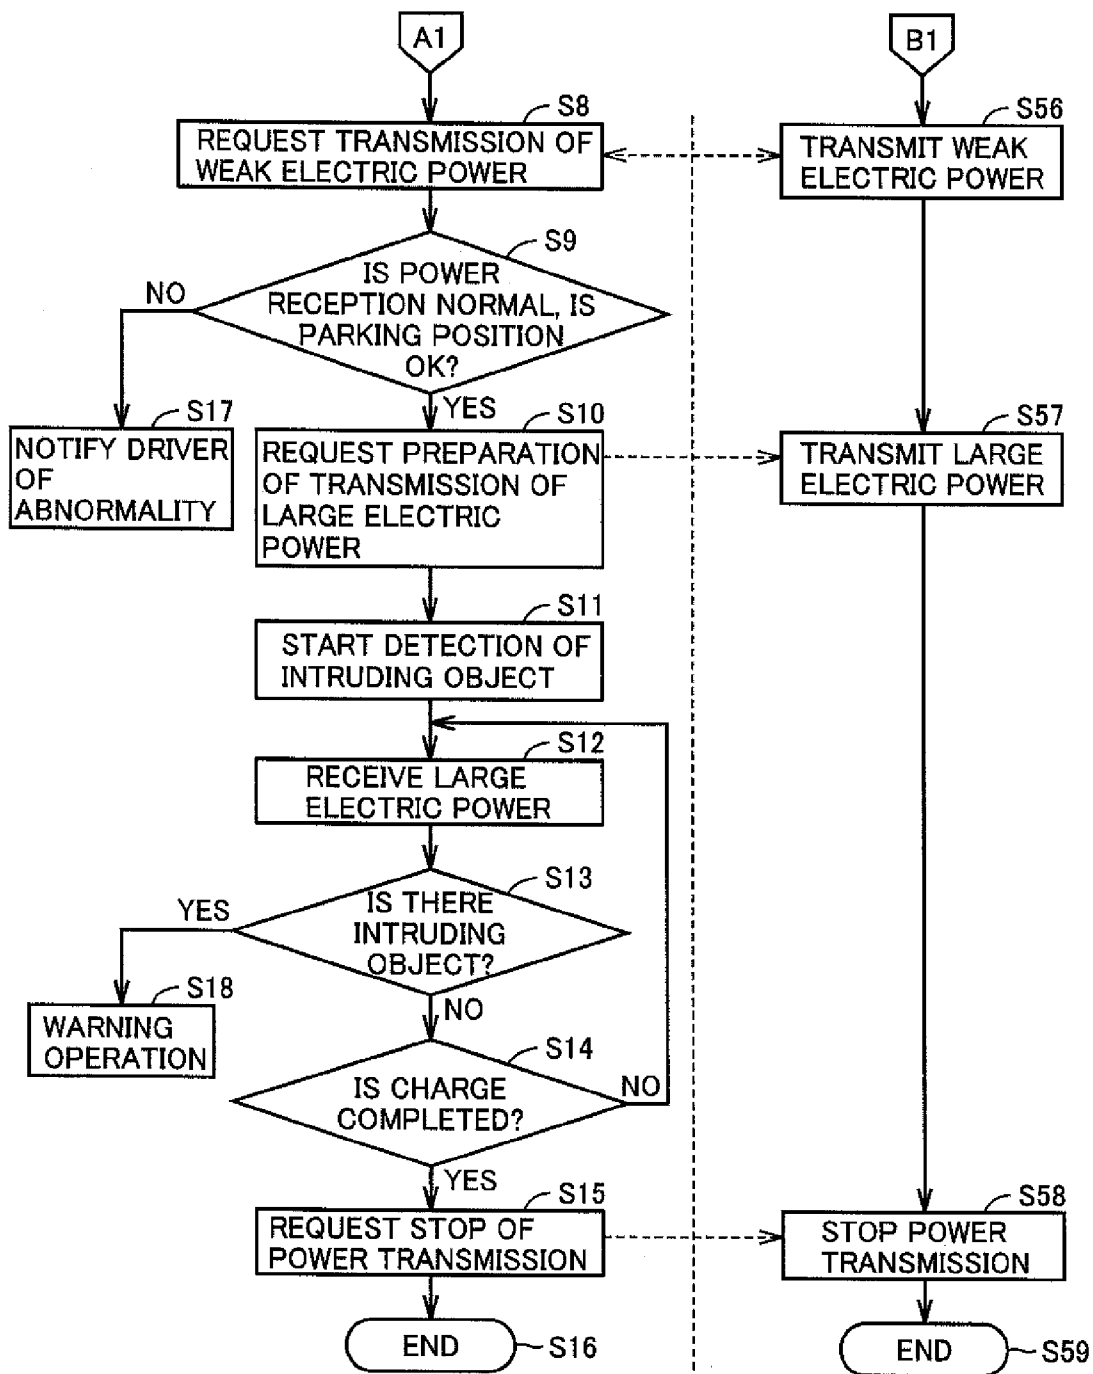 A1
B1
S8
REQUEST TRANSMISSION OF
WEAK ELECTRIC POWER
S56
TRANSMIT WEAK
ELECTRIC POWER
S9
IS POWER
RECEPTION NORMAL, IS
PARKING POSITION
OK?
NO
YES
S17
NOTIFY DRIVER
OF
ABNORMALITY
S10
REQUEST PREPARATION
OF TRANSMISSION OF
LARGE ELECTRIC
POWER
S57
TRANSMIT LARGE
ELECTRIC POWER
S11
START DETECTION OF
INTRUDING OBJECT
S12
RECEIVE LARGE
ELECTRIC POWER
S13
IS THERE
INTRUDING
OBJECT?
YES
NO
S18
WARNING
OPERATION
S14
IS CHARGE
COMPLETED?
NO
YES
S15
REQUEST STOP OF
POWER TRANSMISSION
S58
STOP POWER
TRANSMISSION
END
S16
END
S59